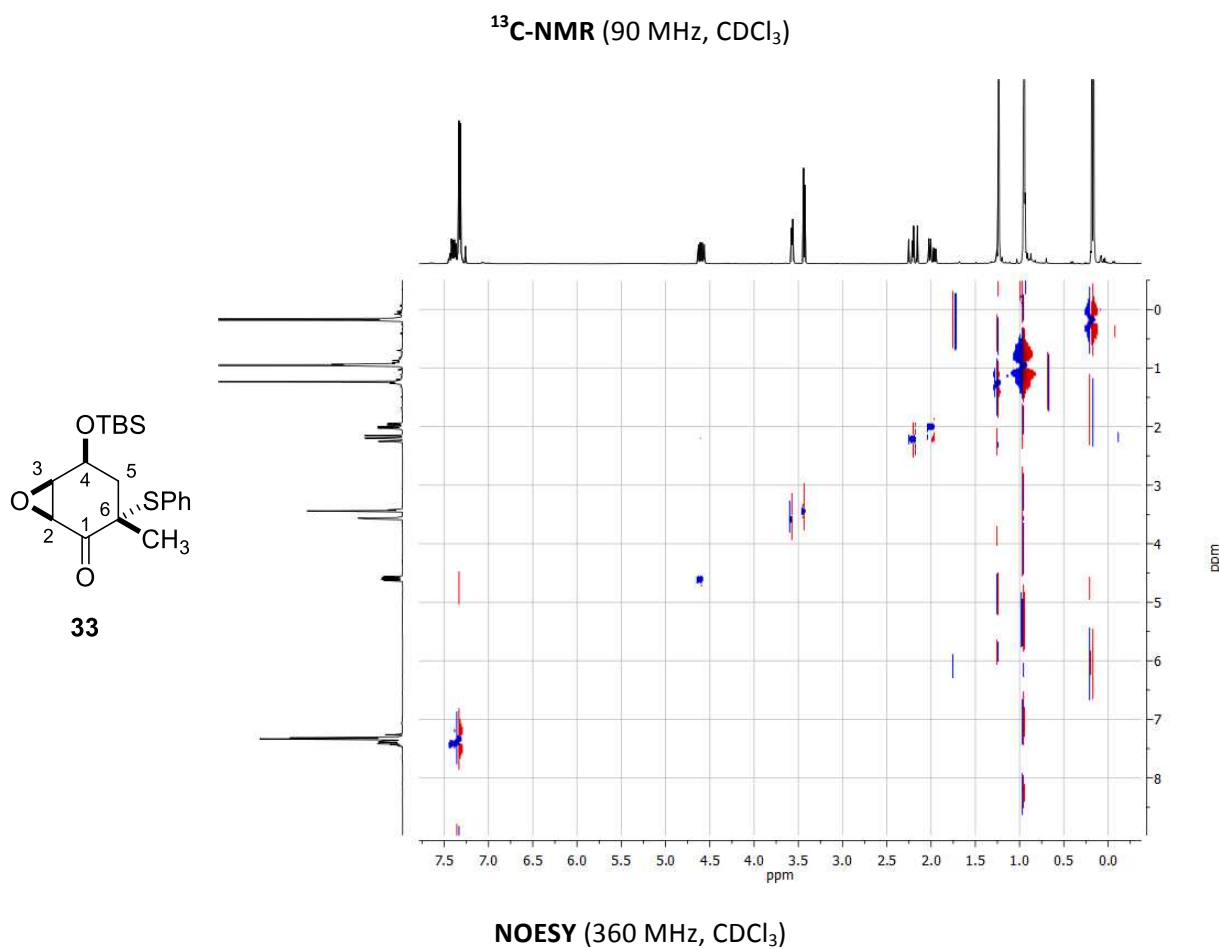 ¹³C-NMR (90 MHz, CDCl₃)
OTBS
3
5
4
SPh
O
1
2
6
CH₃
O
33
0
1
2
3
4
5
6
7
8
ppm
7.5 7.0 6.5 6.0 5.5 5.0 4.5 4.0 3.5 3.0 2.5 2.0 1.5 1.0 0.5 0.0
ppm
NOESY (360 MHz, CDCl₃)